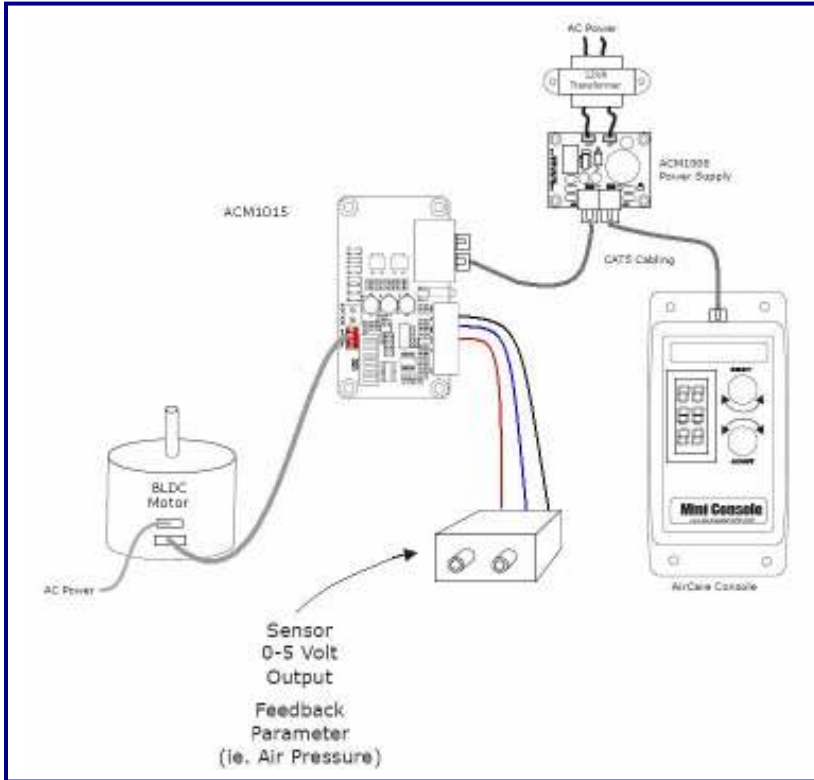 AC Power
Transformer
Power Supply
ACM1015
CAT5 Cabling
BLDC
Motor
AC Power
Mini Console
AirCare Console
Sensor
0-5 Volt
Output
Feedback
Parameter
(ie. Air Pressure)